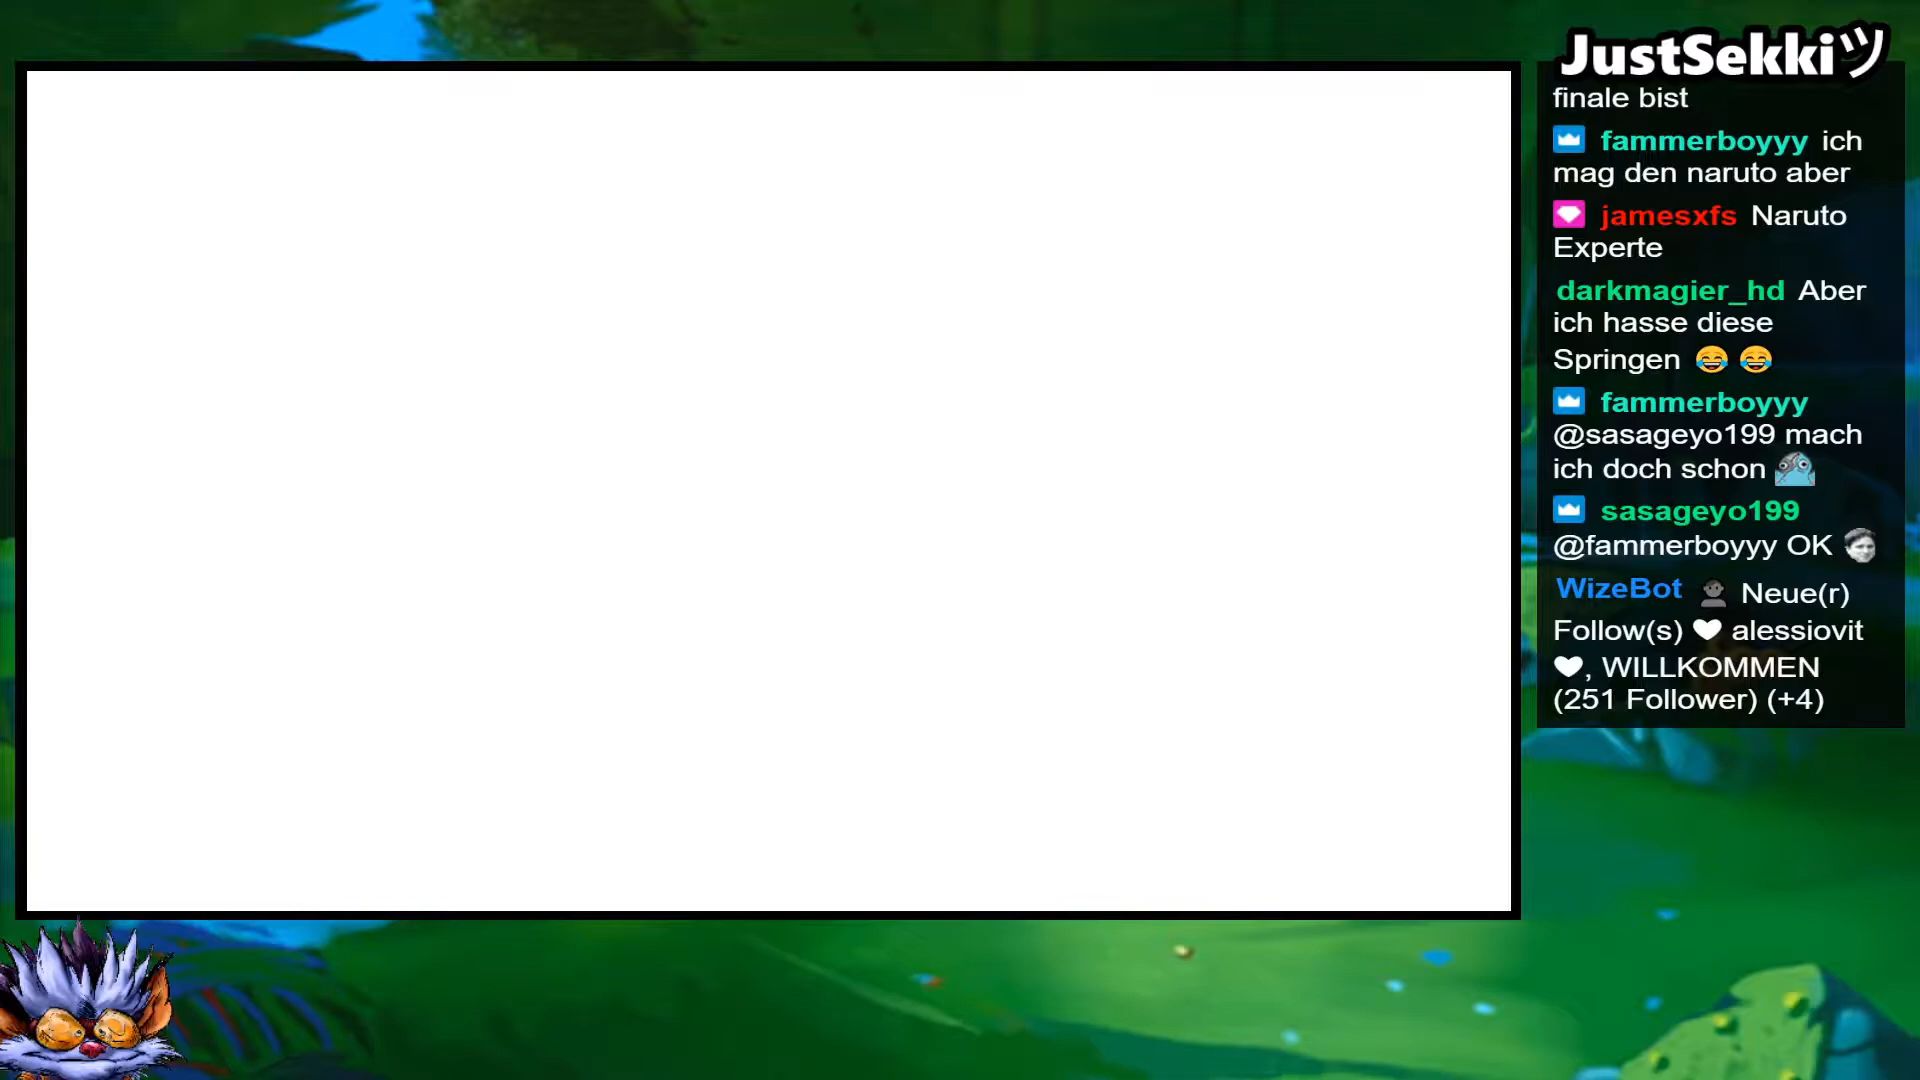 JustSekkiツ
finale bist
fammerboyyy ich
mag den naruto aber
jamesxfs Naruto
Experte
darkmagier_hd Aber
ich hasse diese
Springen 😂 😂
fammerboyyy
@sasageyo199 mach
ich doch schon
sasageyo199
@fammerboyyy OK
WizeBot 👤 Neue(r)
Follow(s) ❤ alessiovit
❤, WILLKOMMEN
(251 Follower) (+4)